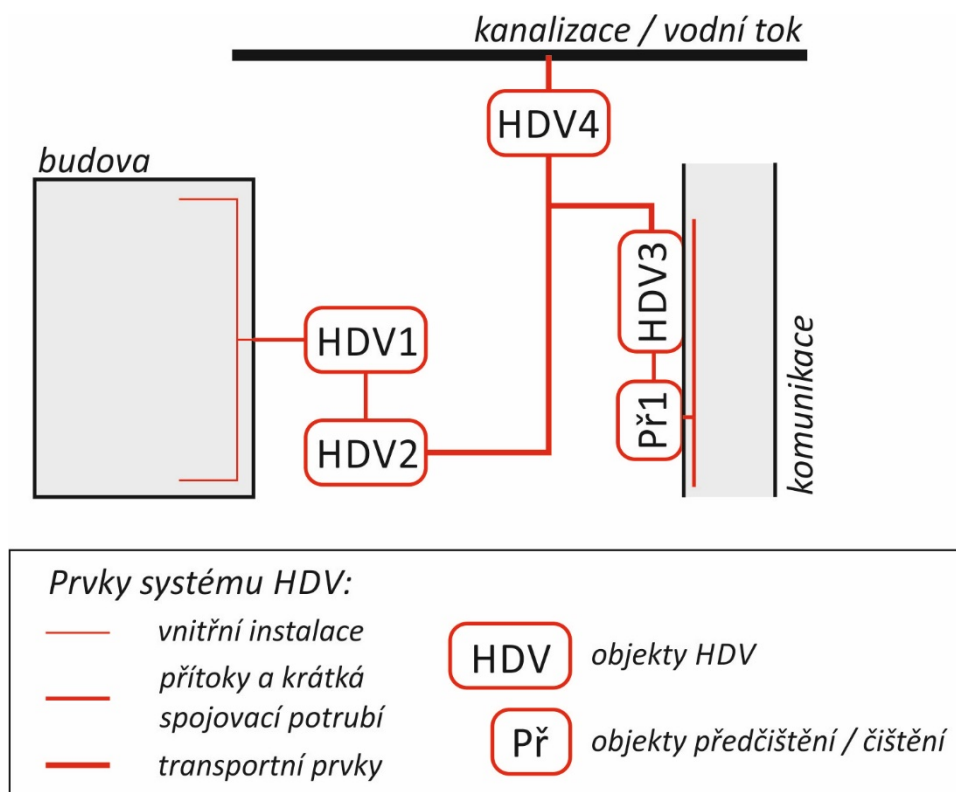 kanalizace / vodní tok
HDV4
budova
HDV3
HDV1
komunikace
Př1
HDV2
Prvky systému HDV:
vnitřní instalace
přítoky a krátká
spojovací potrubí
transportní prvky
HDV
objekty HDV
Př
objekty předčištění / čištění